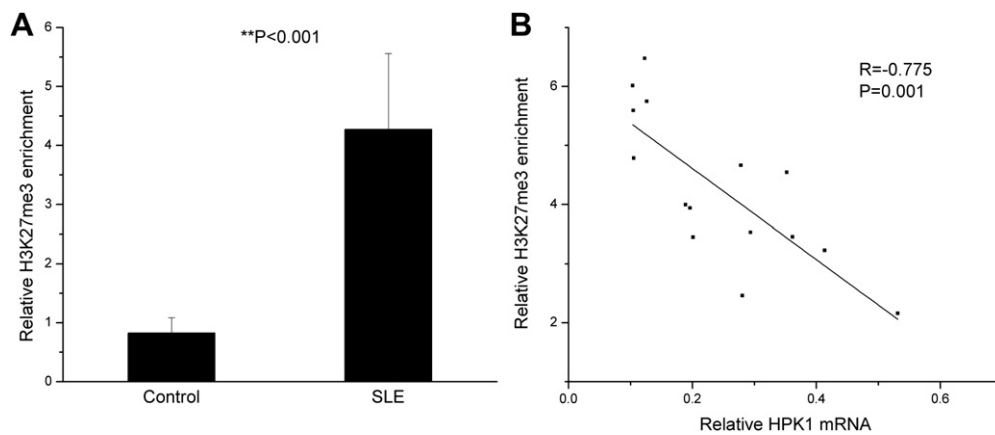 A
**P<0.001
Relative H3K27me3 enrichment
6
5
4
3
2
1
0
Control
SLE
B
R=-0.775
P=0.001
Relative H3K27me3 enrichment
6
4
2
0.0
0.2
0.4
0.6
Relative HPK1 mRNA